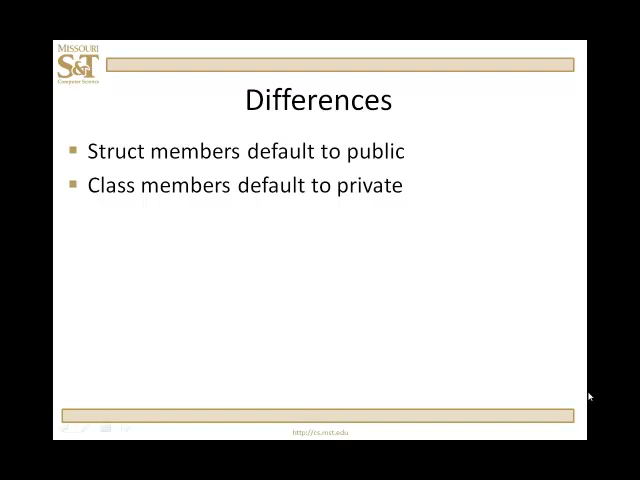 MISSOURI
S&T
Computer Science
Differences
Struct members default to public
Class members default to private
http://cs.mst.edu